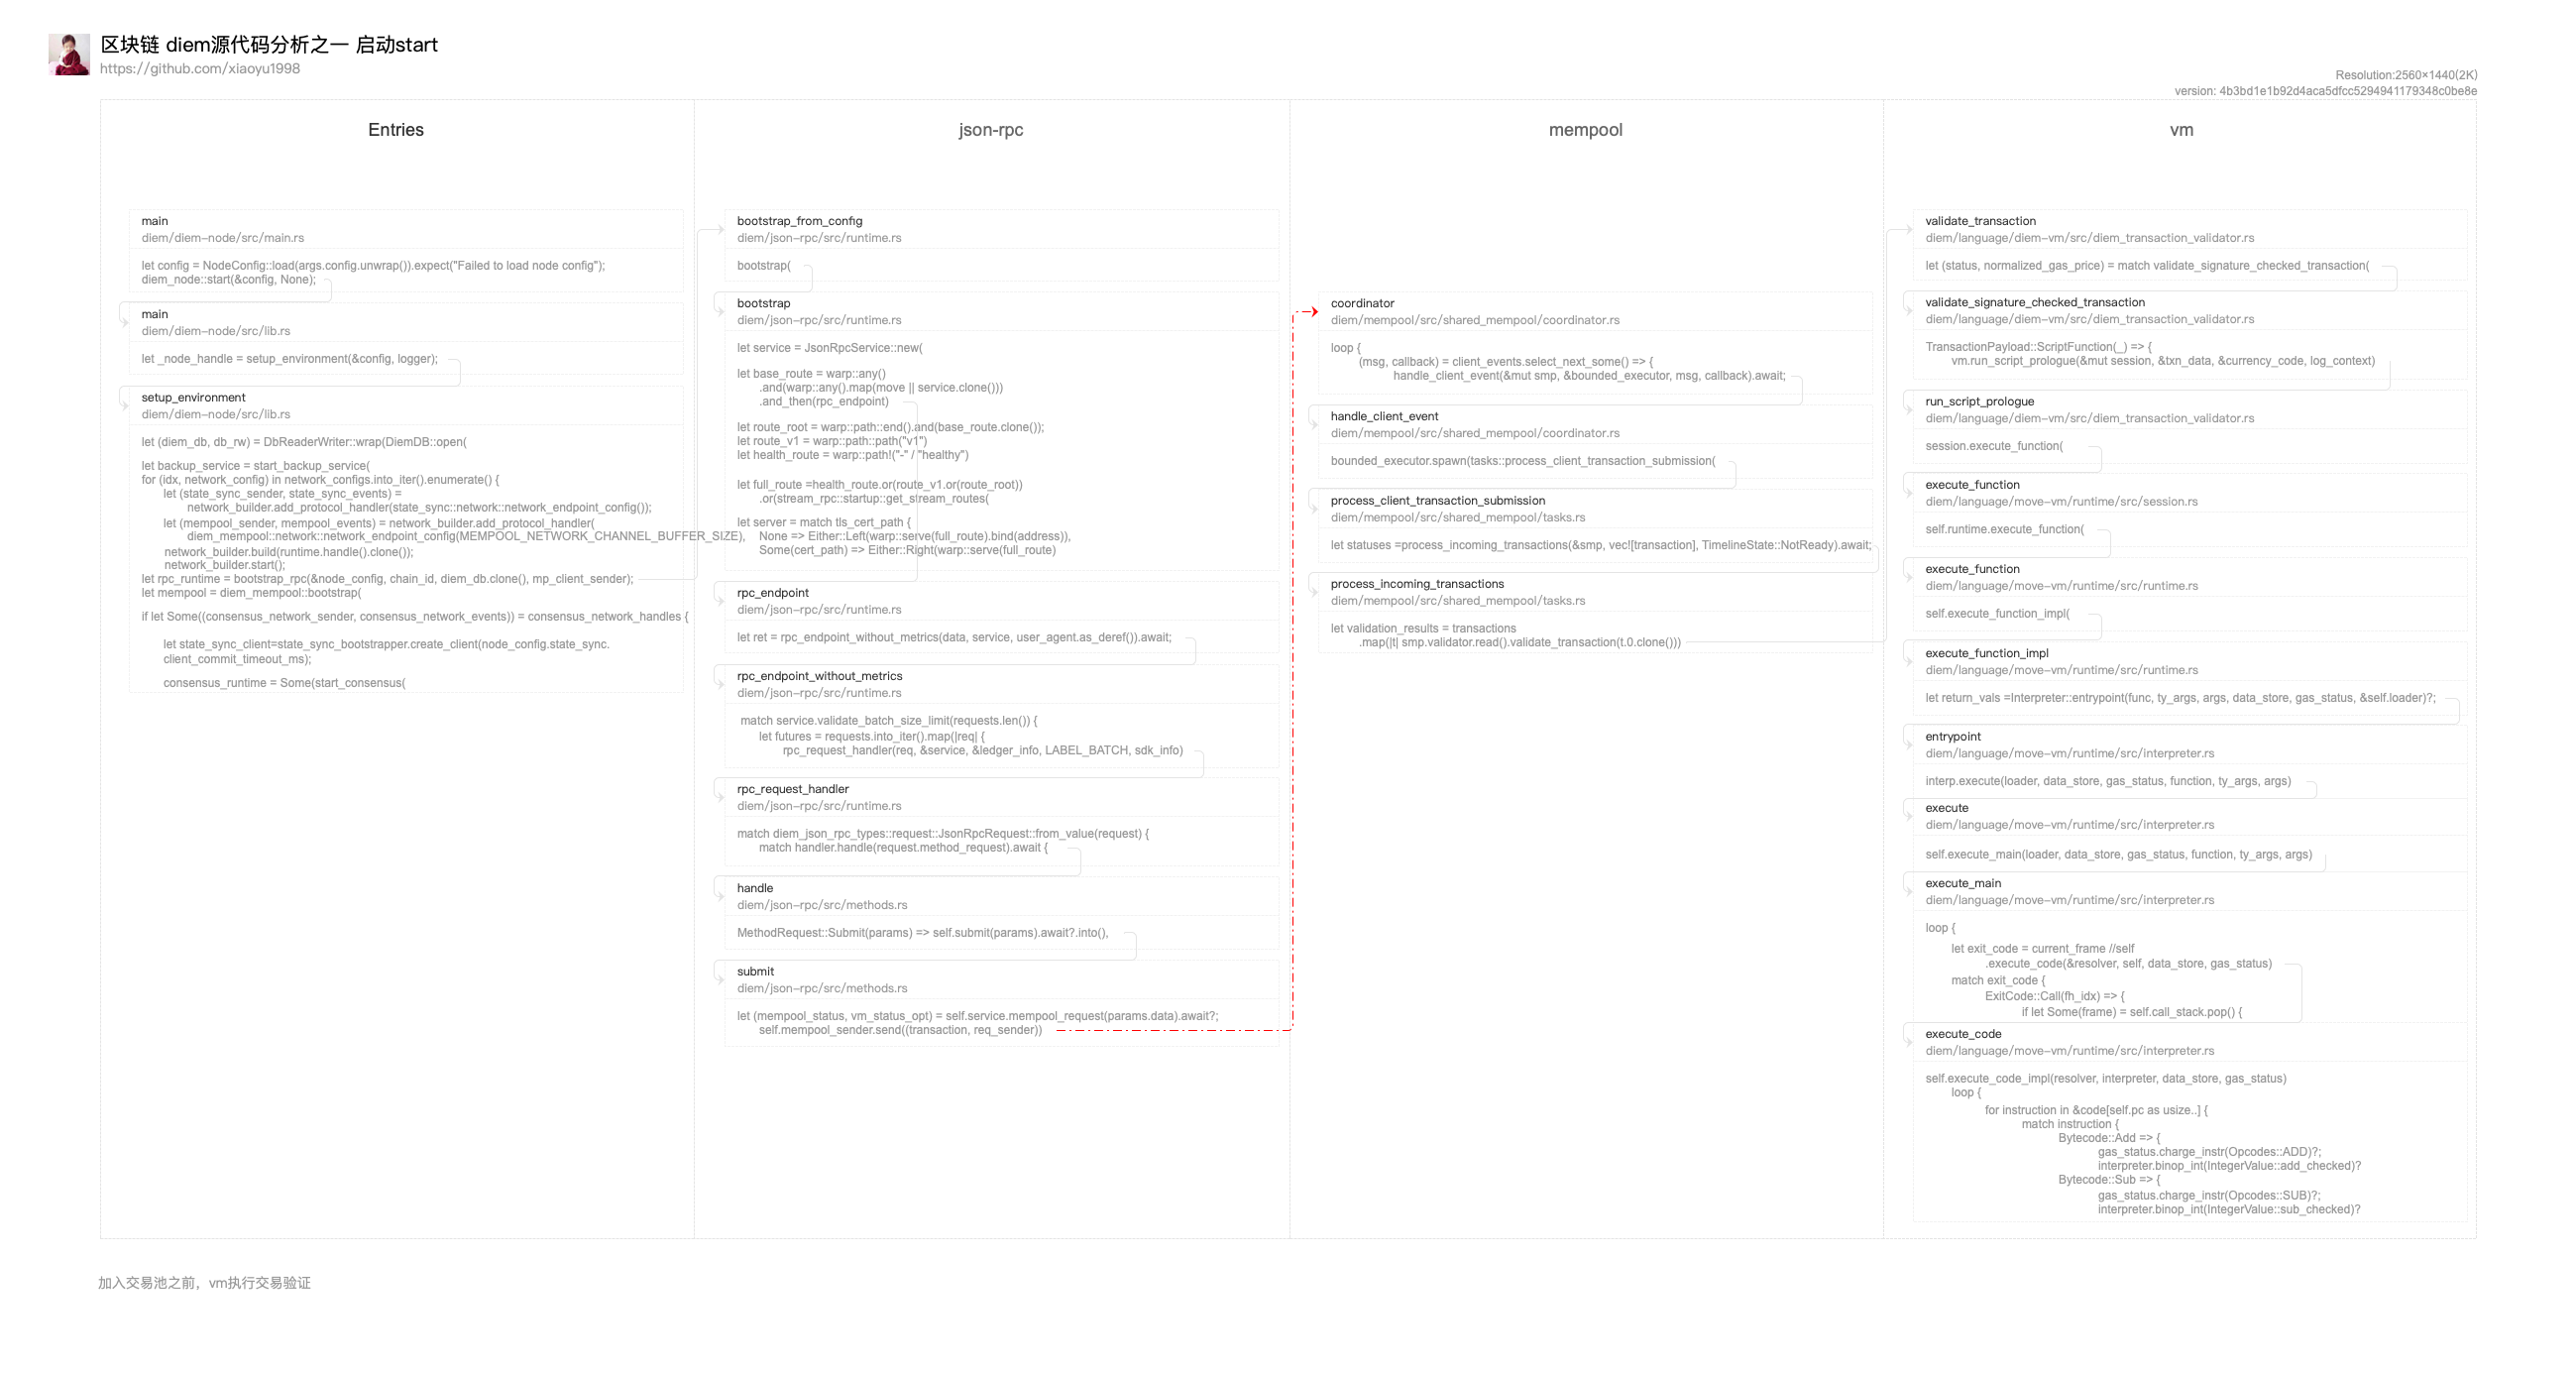 区块链 diem源代码分析之一 启动start
https://github.com/xiaoyu1998
Resolution:2560×1440(2K)
version: 4b3bd1e1b92d4aca5dfcc5294941179348c0be8e
Entries
main
diem/diem-node/src/main.rs
let config = NodeConfig::load(args.config.unwrap()).expect("Failed to load node config");
diem_node::start(&config, None);
main
diem/diem-node/src/lib.rs
let _node_handle = setup_environment(&config, logger);
setup_environment
diem/diem-node/src/lib.rs
let (diem_db, db_rw) = DbReaderWriter::wrap(DiemDB::open(
let backup_service = start_backup_service(
for (idx, network_config) in network_configs.into_iter().enumerate() {
let (state_sync_sender, state_sync_events) =
network_builder.add_protocol_handler(state_sync::network::network_endpoint_config());
let (mempool_sender, mempool_events) = network_builder.add_protocol_handler(
diem_mempool::network::network_endpoint_config(MEMPOOL_NETWORK_CHANNEL_BUFFER_SIZE),
network_builder.build(runtime.handle().clone());
network_builder.start();
let rpc_runtime = bootstrap_rpc(&node_config, chain_id, diem_db.clone(), mp_client_sender);
let mempool = diem_mempool::bootstrap(
if let Some((consensus_network_sender, consensus_network_events)) = consensus_network_handles {
let state_sync_client=state_sync_bootstrapper.create_client(node_config.state_sync.
client_commit_timeout_ms);
consensus_runtime = Some(start_consensus(
json-rpc
bootstrap_from_config
diem/json-rpc/src/runtime.rs
bootstrap(
bootstrap
diem/json-rpc/src/runtime.rs
let service = JsonRpcService::new(
let base_route = warp::any()
.and(warp::any().map(move || service.clone()))
.and_then(rpc_endpoint)
let route_root = warp::path::end().and(base_route.clone());
let route_v1 = warp::path::path("v1")
let health_route = warp::path!("-" / "healthy")
let full_route =health_route.or(route_v1.or(route_root))
.or(stream_rpc::startup::get_stream_routes(
let server = match tls_cert_path {
None => Either::Left(warp::serve(full_route).bind(address)),
Some(cert_path) => Either::Right(warp::serve(full_route)
rpc_endpoint
diem/json-rpc/src/runtime.rs
let ret = rpc_endpoint_without_metrics(data, service, user_agent.as_deref()).await;
rpc_endpoint_without_metrics
diem/json-rpc/src/runtime.rs
match service.validate_batch_size_limit(requests.len()) {
let futures = requests.into_iter().map(|req| {
rpc_request_handler(req, &service, &ledger_info, LABEL_BATCH, sdk_info)
rpc_request_handler
diem/json-rpc/src/runtime.rs
match diem_json_rpc_types::request::JsonRpcRequest::from_value(request) {
match handler.handle(request.method_request).await {
handle
diem/json-rpc/src/methods.rs
MethodRequest::Submit(params) => self.submit(params).await?.into(),
submit
diem/json-rpc/src/methods.rs
let (mempool_status, vm_status_opt) = self.service.mempool_request(params.data).await?;
self.mempool_sender.send((transaction, req_sender))
mempool
coordinator
diem/mempool/src/shared_mempool/coordinator.rs
loop {
(msg, callback) = client_events.select_next_some() => {
handle_client_event(&mut smp, &bounded_executor, msg, callback).await;
handle_client_event
diem/mempool/src/shared_mempool/coordinator.rs
bounded_executor.spawn(tasks::process_client_transaction_submission(
process_client_transaction_submission
diem/mempool/src/shared_mempool/tasks.rs
let statuses =process_incoming_transactions(&smp, vec![transaction], TimelineState::NotReady).await;
process_incoming_transactions
diem/mempool/src/shared_mempool/tasks.rs
let validation_results = transactions
.map(|t| smp.validator.read().validate_transaction(t.0.clone()))
vm
validate_transaction
diem/language/diem-vm/src/diem_transaction_validator.rs
let (status, normalized_gas_price) = match validate_signature_checked_transaction(
validate_signature_checked_transaction
diem/language/diem-vm/src/diem_transaction_validator.rs
TransactionPayload::ScriptFunction(_) => {
vm.run_script_prologue(&mut session, &txn_data, &currency_code, log_context)
run_script_prologue
diem/language/diem-vm/src/diem_transaction_validator.rs
session.execute_function(
execute_function
diem/language/move-vm/runtime/src/session.rs
self.runtime.execute_function(
execute_function
diem/language/move-vm/runtime/src/runtime.rs
self.execute_function_impl(
execute_function_impl
diem/language/move-vm/runtime/src/runtime.rs
let return_vals =Interpreter::entrypoint(func, ty_args, args, data_store, gas_status, &self.loader)?;
entrypoint
diem/language/move-vm/runtime/src/interpreter.rs
interp.execute(loader, data_store, gas_status, function, ty_args, args)
execute
diem/language/move-vm/runtime/src/interpreter.rs
self.execute_main(loader, data_store, gas_status, function, ty_args, args)
execute_main
diem/language/move-vm/runtime/src/interpreter.rs
loop {
let exit_code = current_frame //self
.execute_code(&resolver, self, data_store, gas_status)
match exit_code {
ExitCode::Call(fh_idx) => {
if let Some(frame) = self.call_stack.pop() {
execute_code
diem/language/move-vm/runtime/src/interpreter.rs
self.execute_code_impl(resolver, interpreter, data_store, gas_status)
loop {
for instruction in &code[self.pc as usize..] {
match instruction {
Bytecode::Add => {
gas_status.charge_instr(Opcodes::ADD)?;
interpreter.binop_int(IntegerValue::add_checked)?
Bytecode::Sub => {
gas_status.charge_instr(Opcodes::SUB)?;
interpreter.binop_int(IntegerValue::sub_checked)?
加入交易池之前，vm执行交易验证